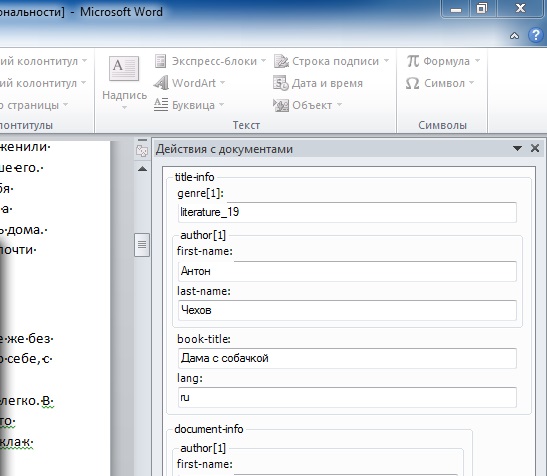 ональности] - Microsoft Word
ий колонтитул
Экспресс-блоки
Строка подписи
Формула
ий колонтитул
WordArt
Дата и время
Символ
р страницы
Надпись
Буквица
Объект
лонтитулы
Текст
Символы
женили
ше·его.·
бя
а·
ь·дома.·
почти
е·же·без·
о·себе,·с
легко.·В·
то·
кла·к·
Действия с документами
title-info
genre[1]:
literature_19
author[1]
first-name:
Антон
last-name:
Чехов
book-title:
Дама с собачкой
lang:
ru
document-info
author[1]
first-name: